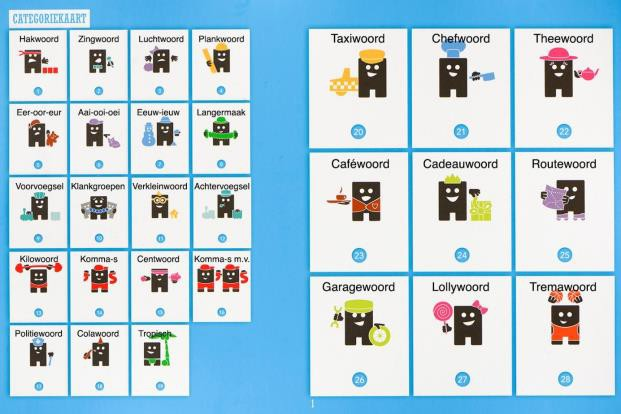 CATEGORIEKAART
Hakwoord
1
Zingwoord
2
Luchtwoord
3
Plankwoord
4
Eer-oor-eur
5
Aai-ooi-oei
6
Eeuw-ieuw
7
Langermaak
8
Voorvoegsel
9
Klankgroepen
10
Verkleinwoord
11
Achtervoegsel
12
Kilowoord
13
Komma-s
14
Centwoord
15
Komma-s m.v.
16
Politiewoord
17
Colawoord
18
Tropisch
19
Taxiwoord
20
Chefwoord
21
Theewoord
22
Caféwoord
23
Cadeauwoord
24
Routewoord
25
Garagewoord
26
Lollywoord
27
Tremawoord
28